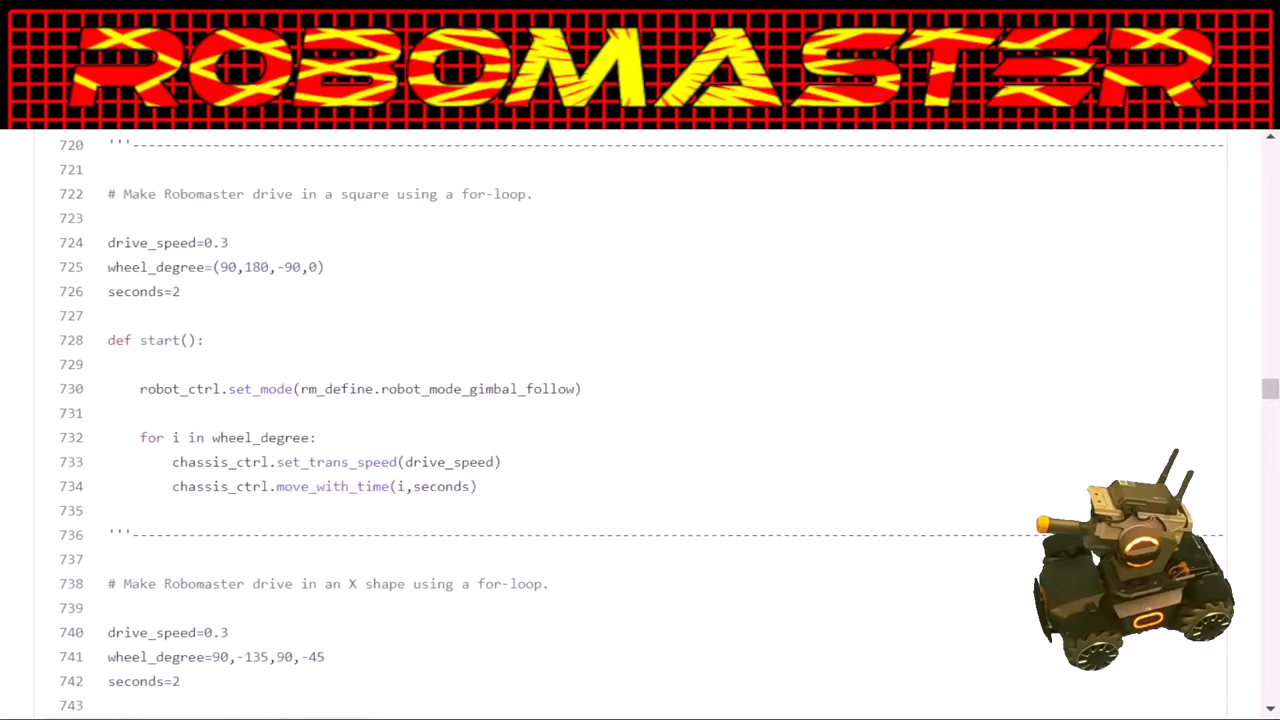 ROBOMASTER
720 '''----------------------------------------------------------------------------------------------------------------------------------------
721
722 # Make Robomaster drive in a square using a for-loop.
723
724 drive_speed=0.3
725 wheel_degree=(90,180,-90,0)
726 seconds=2
727
728 def start():
729
730 robot_ctrl.set_mode(rm_define.robot_mode_gimbal_follow)
731
732 for i in wheel_degree:
733 chassis_ctrl.set_trans_speed(drive_speed)
734 chassis_ctrl.move_with_time(i,seconds)
735
736 '''----------------------------------------------------------------------------------------------------------------------------------------
737
738 # Make Robomaster drive in an X shape using a for-loop.
739
740 drive_speed=0.3
741 wheel_degree=90,-135,90,-45
742 seconds=2
743